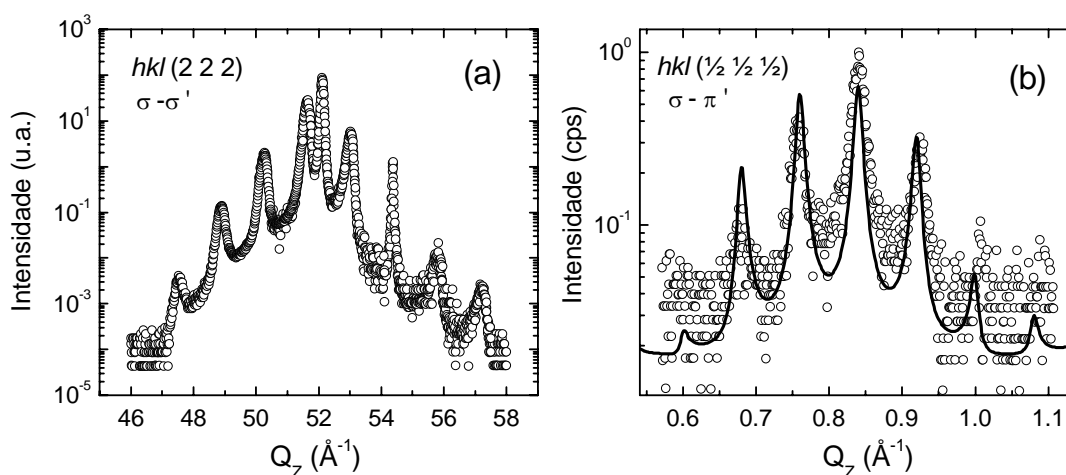 10³
10¹
10⁻¹
10⁻³
10⁻⁵
Intensidade (u.a.)
hkl (2 2 2)
σ -σ'
(a)
46 48 50 52 54 56 58
Q_z (Å⁻¹)
10⁰
10⁻¹
Intensidade (cps)
hkl (½ ½ ½)
σ - π'
(b)
0.6 0.7 0.8 0.9 1.0 1.1
Q_z (Å⁻¹)